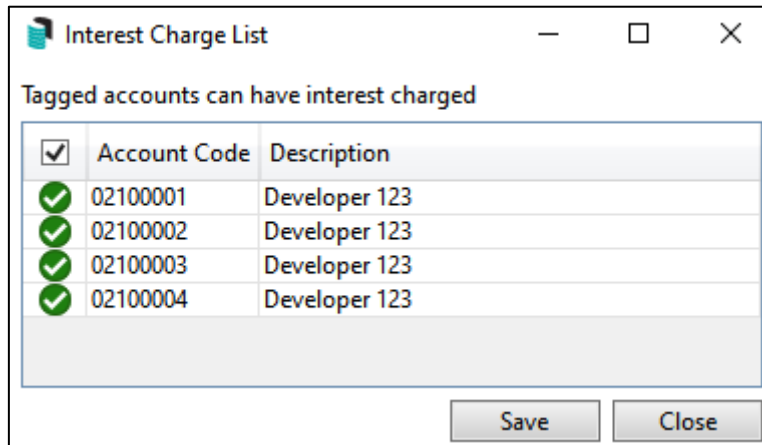 Interest Charge List
Tagged accounts can have interest charged
Account Code Description
02100001 Developer 123
02100002 Developer 123
02100003 Developer 123
02100004 Developer 123
Save Close